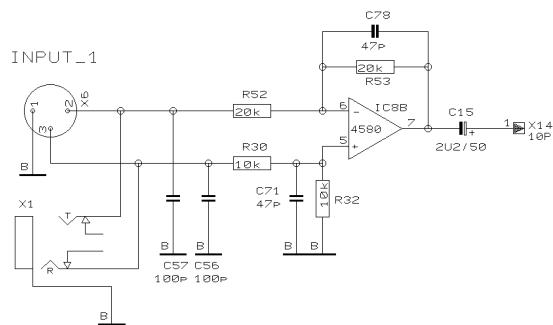 C78
47p
INPUT_1
20k
R53
R52
X6
1
2
3
20k
6
IC8B
-
4580
7
C15
+
1
X14
10P
2U2/50
5
+
R30
10k
B
C71
47p
10k
R32
X1
T
R
B
B
B
B
C57
100p
C56
100p
B